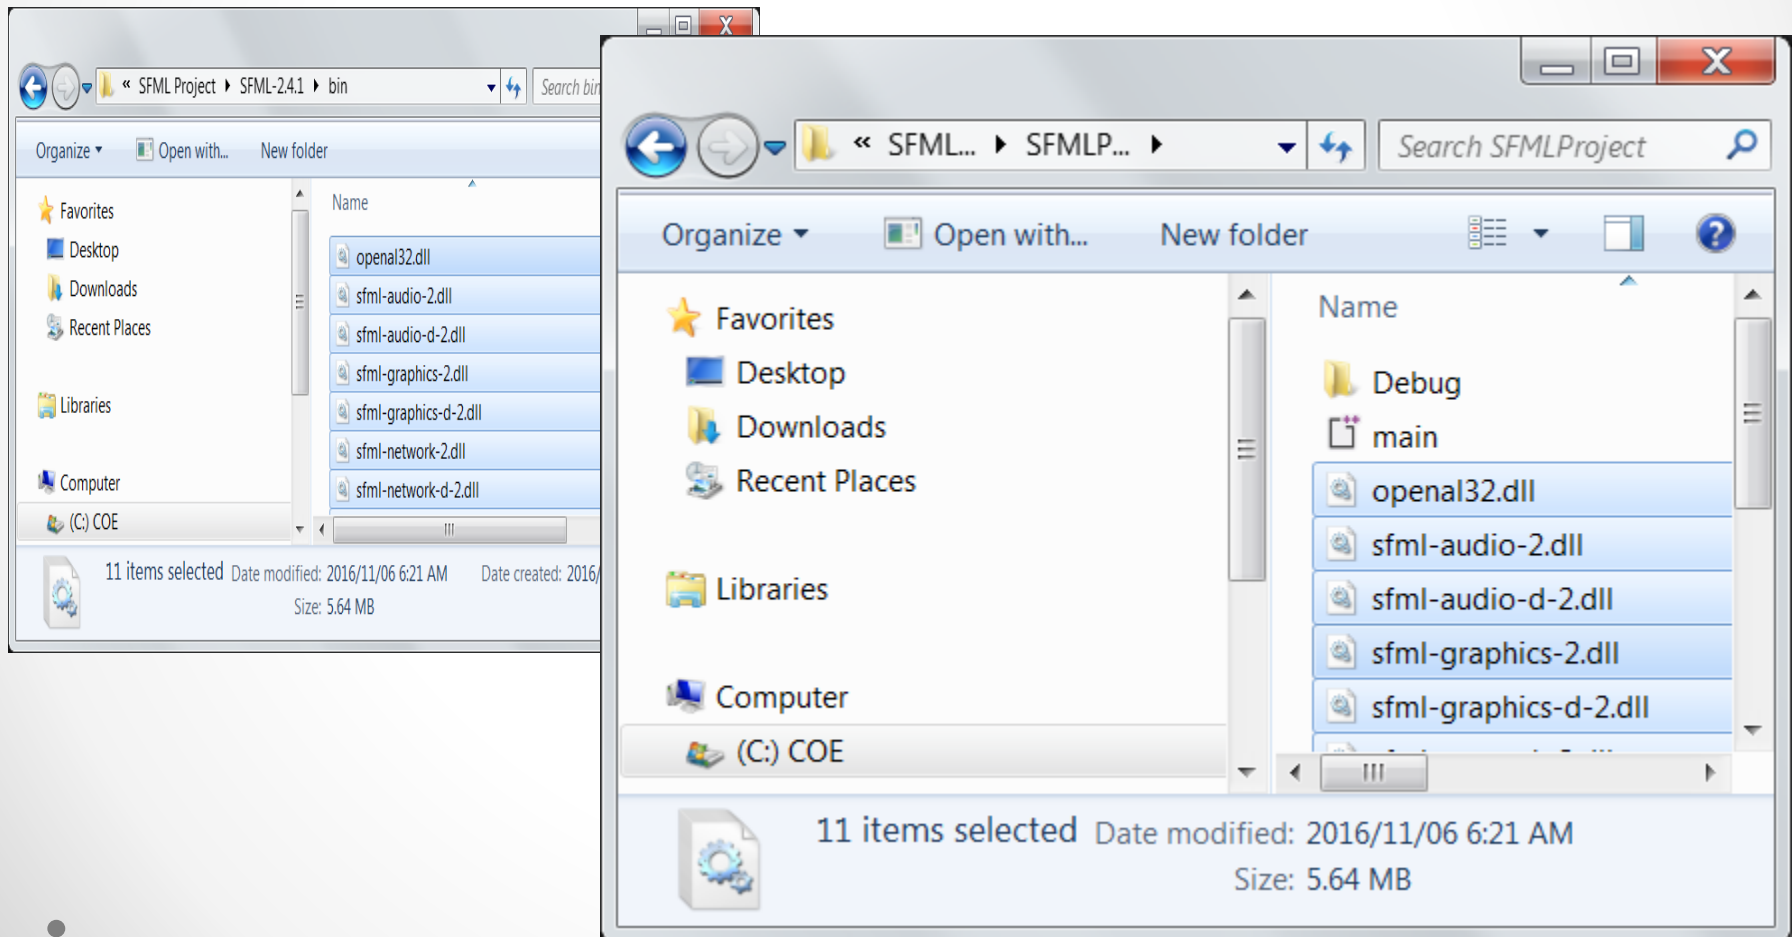 « SFML Project SFML-2.4.1 bin
Search bin
Organize Open with... New folder
Favorites
Desktop
Downloads
Recent Places
Libraries
Computer
(C:) COE
Name
openal32.dll
sfml-audio-2.dll
sfml-audio-d-2.dll
sfml-graphics-2.dll
sfml-graphics-d-2.dll
sfml-network-2.dll
sfml-network-d-2.dll
11 items selected Date modified: 2016/11/06 6:21 AM Date created: 2016/
Size: 5.64 MB
« SFML... SFMLP...
Search SFMLProject
Organize Open with... New folder
Favorites
Desktop
Downloads
Recent Places
Libraries
Computer
(C:) COE
Name
Debug
main
openal32.dll
sfml-audio-2.dll
sfml-audio-d-2.dll
sfml-graphics-2.dll
sfml-graphics-d-2.dll
11 items selected Date modified: 2016/11/06 6:21 AM
Size: 5.64 MB